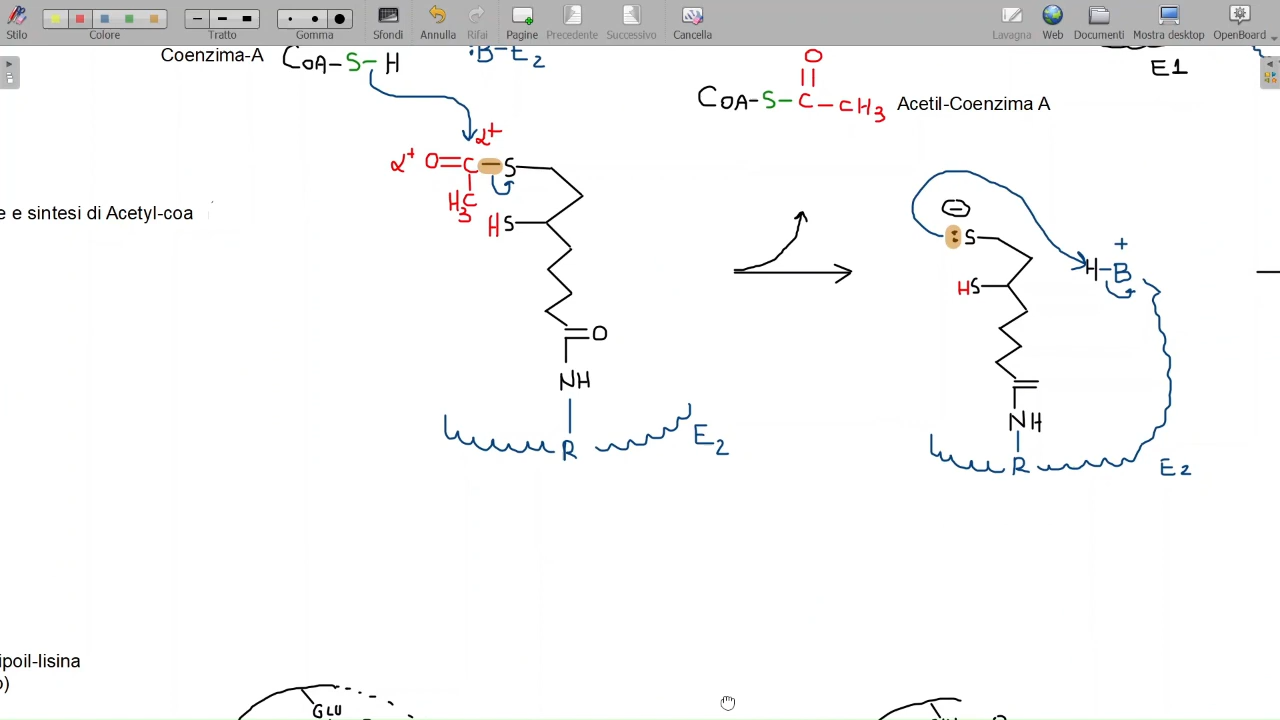 Stilo
Colore
Tratto
Gomma
Sfondi
Annulla
Pagine
Precedente
Successivo
Cancella
Lavagna
Web
Documenti
Mostra desktop
OpenBoard
Coenzima-A
CoA-S-H
:B-E2
E1
O
CoA-S-C-CH3
Acetil-Coenzima A
α+
α+ O=C-S
H3C
HS
e e sintesi di Acetyl-coa
-
:S
+
H-B
HS
O
NH
NH
R
E2
R
E2
ipoil-lisina
o)
GLU